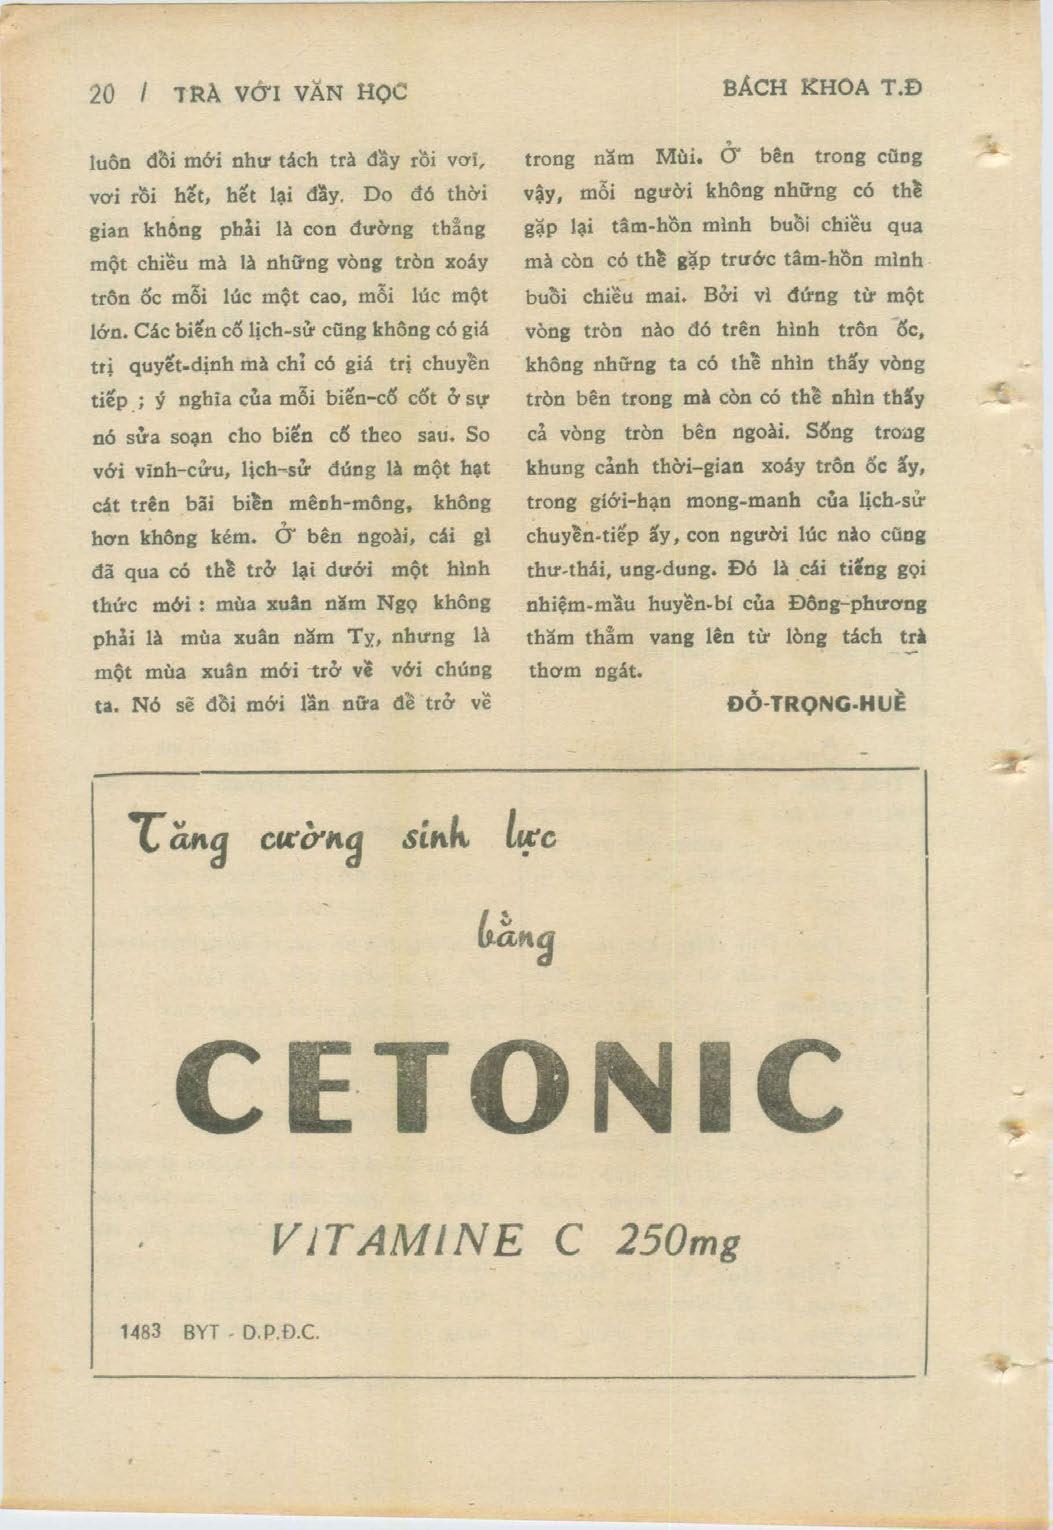 20 / TRÀ VỚI VĂN HỌC
BÁCH KHOA T.Đ
luôn đổi mới như tách trà đầy rồi vơi,
vơi rồi hết, hết lại đầy. Do đó thời
gian không phải là con đường thẳng
một chiều mà là những vòng tròn xoáy
trôn ốc mỗi lúc một cao, mỗi lúc một
lớn. Các biến cố lịch-sử cũng không có giá
trị quyết-định mà chỉ có giá trị chuyển
tiếp ; ý nghĩa của mỗi biến-cố cốt ở sự
nó sửa soạn cho biến cố theo sau. So
với vĩnh-cửu, lịch-sử đúng là một hạt
cát trên bãi biển mênh-mông, không
hơn không kém. Ở bên ngoài, cái gì
đã qua có thể trở lại dưới một hình
thức mới : mùa xuân năm Ngọ không
phải là mùa xuân năm Tỵ, nhưng là
một mùa xuân mới trở về với chúng
ta. Nó sẽ đổi mới lần nữa để trở về
trong năm Mùi. Ở bên trong cũng
vậy, mỗi người không những có thể
gặp lại tâm-hồn mình buổi chiều qua
mà còn có thể gặp trước tâm-hồn mình
buổi chiều mai. Bởi vì đứng từ một
vòng tròn nào đó trên hình trôn ốc,
không những ta có thể nhìn thấy vòng
tròn bên trong mà còn có thể nhìn thấy
cả vòng tròn bên ngoài. Sống trong
khung cảnh thời-gian xoáy trôn ốc ấy,
trong giới-hạn mong-manh của lịch-sử
chuyển-tiếp ấy, con người lúc nào cũng
thư-thái, ung-dung. Đó là cái tiếng gọi
nhiệm-mầu huyền-bí của Đông-phương
thăm thẳm vang lên từ lòng tách trà
thơm ngát.
ĐỖ-TRỌNG-HUỀ
Tăng cường sinh lực
bằng
CETONIC
VITAMINE C 250mg
1483 BYT - D.P.Đ.C.